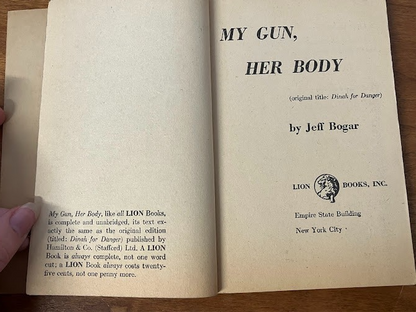 My Gun, Her Body, like all LION Books,
is complete and unabridged, its text ex-
actly the same as the original edition
(titled: Dinah for Danger) published by
Hamilton & Co. (Stafford) Ltd. A LION
Book is always complete, not one word
cut; a LION Book always costs twenty-
five cents, not one penny more.
MY GUN,
HER BODY
(original title: Dinah for Danger)
by Jeff Bogar
LION BOOKS, INC.
Empire State Building
New York City